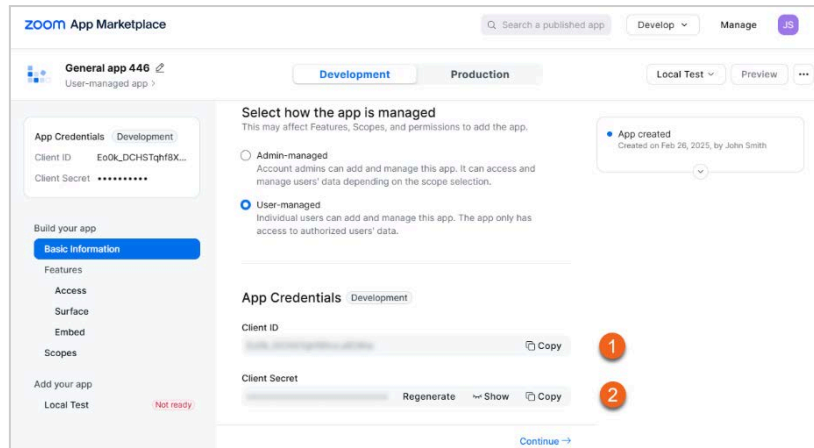 zoom App Marketplace
Search a published app
Develop
Manage
JS
General app 446
User-managed app >
Development
Production
Local Test
Preview
App Credentials Development
Client ID Eo0k_DCHSTqhf8X...
Client Secret ••••••••••
Build your app
Basic Information
Features
Access
Surface
Embed
Scopes
Add your app
Local Test Not ready
Select how the app is managed
This may affect Features, Scopes, and permissions to add the app.
Admin-managed
Account admins can add and manage this app. It can access and
manage users' data depending on the scope selection.
User-managed
Individual users can add and manage this app. The app only has
access to authorized users' data.
App Credentials Development
Client ID
Copy
1
Client Secret
Regenerate Show Copy
2
Continue →
App created
Created on Feb 26, 2025, by John Smith